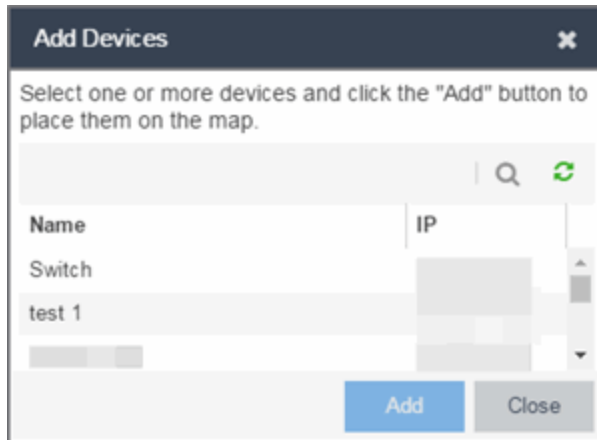 Add Devices
Select one or more devices and click the "Add" button to
place them on the map.
Name IP
Switch
test 1
Add Close